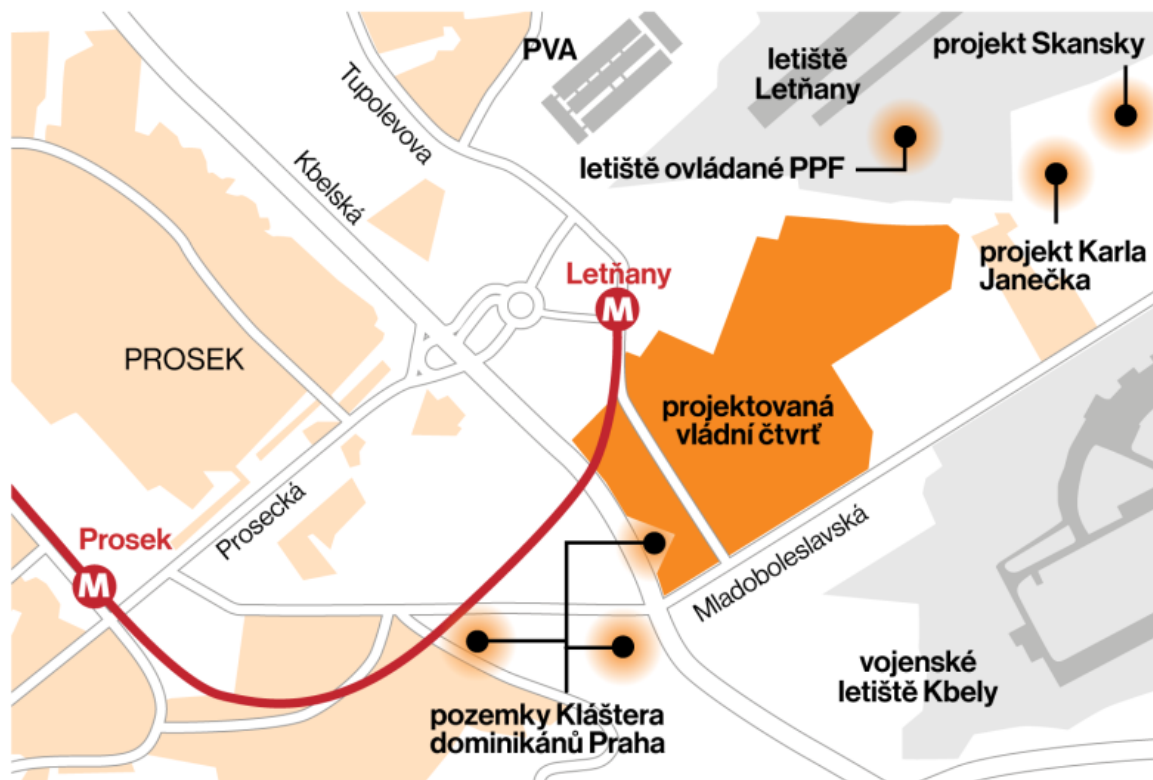 PVA
letiště
Letňany
projekt Skansky
Tupolevova
letiště ovládané PPF
Kbelská
Letňany
M
projekt Karla
Janečka
PROSEK
projektovaná
vládní čtvrť
Prosecká
Prosek
M
Mladoboleslavská
vojenské
letiště Kbely
pozemky Kláštera
dominikánů Praha